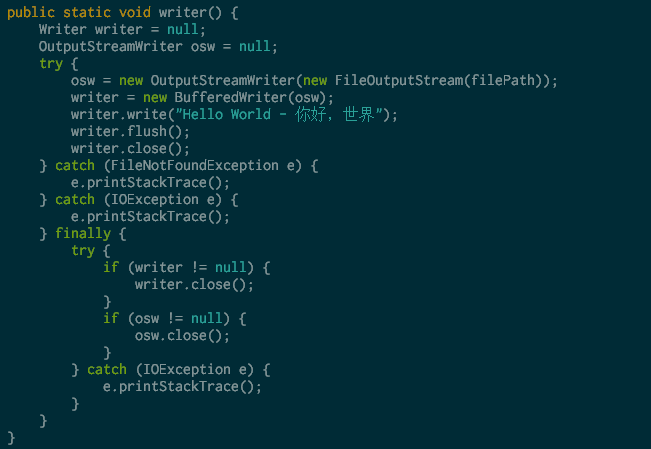 public static void writer() {
    Writer writer = null;
    OutputStreamWriter osw = null;
    try {
        osw = new OutputStreamWriter(new FileOutputStream(filePath));
        writer = new BufferedWriter(osw);
        writer.write("Hello World - 你好，世界");
        writer.flush();
        writer.close();
    } catch (FileNotFoundException e) {
        e.printStackTrace();
    } catch (IOException e) {
        e.printStackTrace();
    } finally {
        try {
            if (writer != null) {
                writer.close();
            }
            if (osw != null) {
                osw.close();
            }
        } catch (IOException e) {
            e.printStackTrace();
        }
    }
}